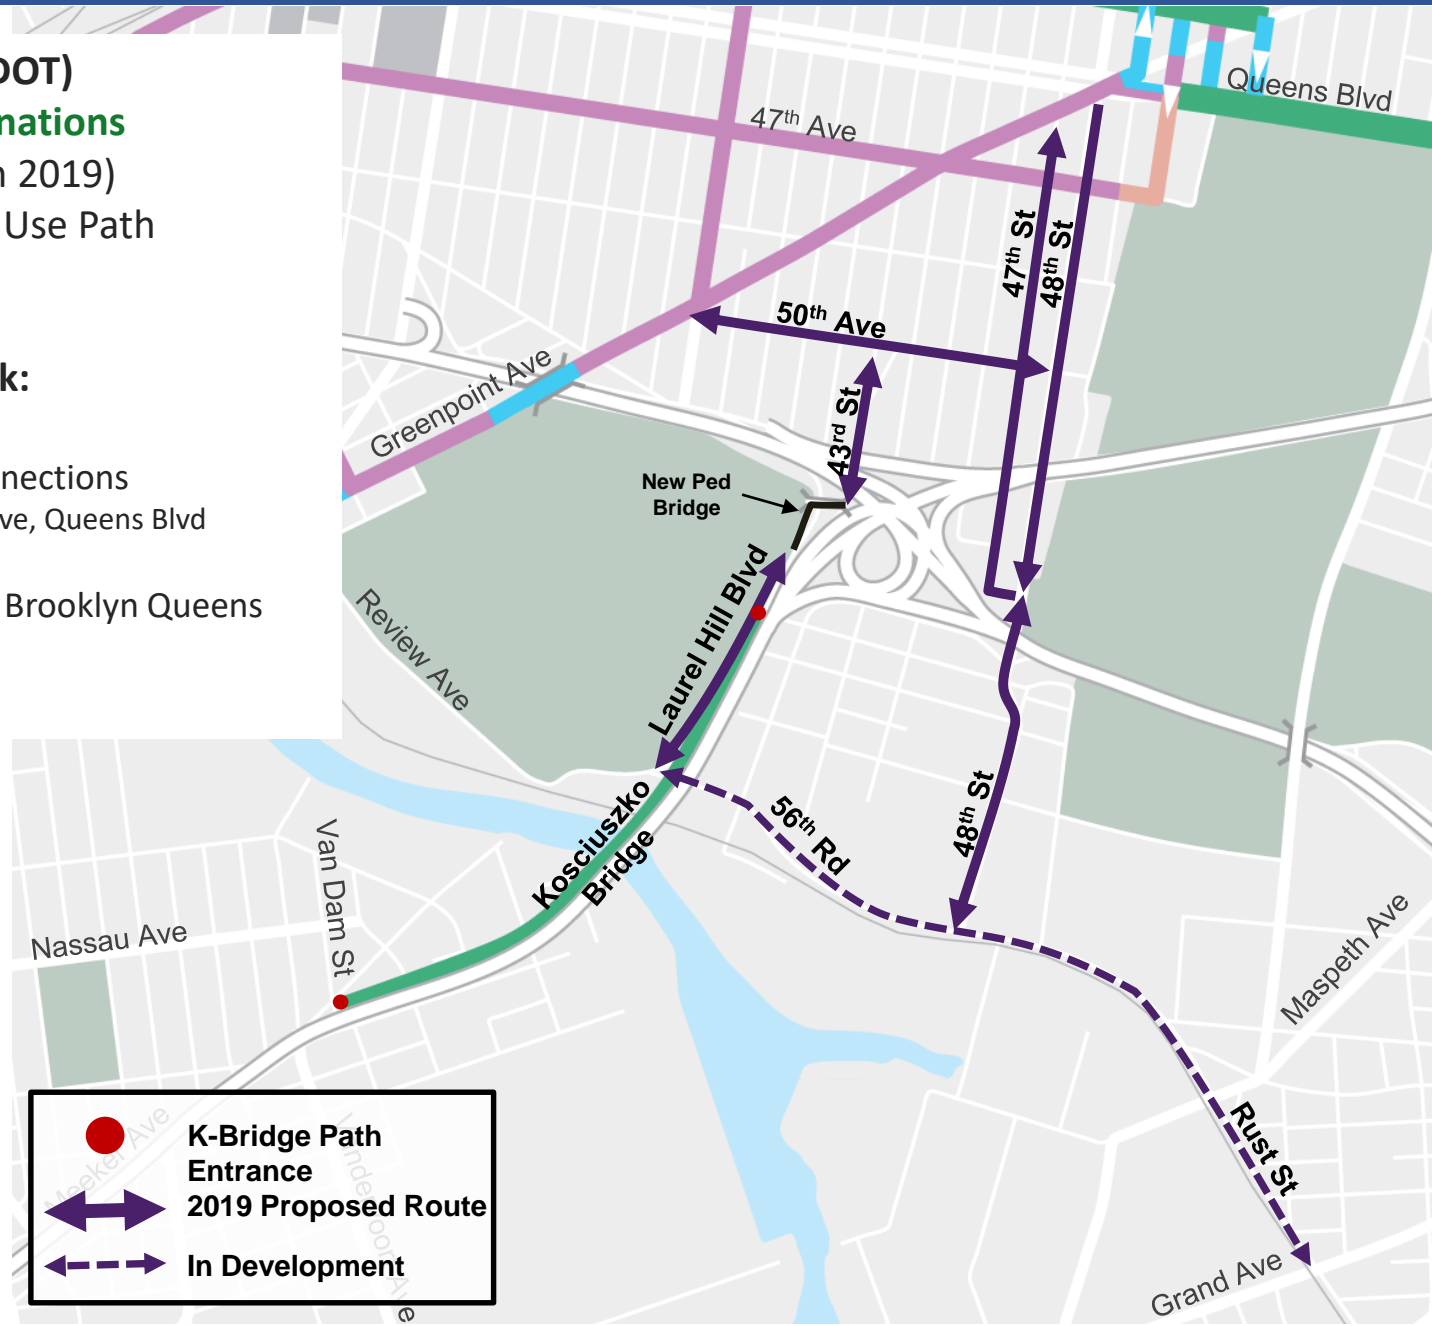 OOT)
nations
n 2019)
Use Path
k:
nections
ve, Queens Blvd
Brooklyn Queens
Queens Blvd
47th Ave
47th St
48th St
50th Ave
43rd St
Greenpoint Ave
New Ped
Bridge
Laurel Hill Blvd
Review Ave
48th St
56th Rd
Kosciuszko
Bridge
Van Dam St
Nassau Ave
Maspeth Ave
Rust St
Grand Ave
Meeker Ave
K-Bridge Path
Entrance
2019 Proposed Route
In Development